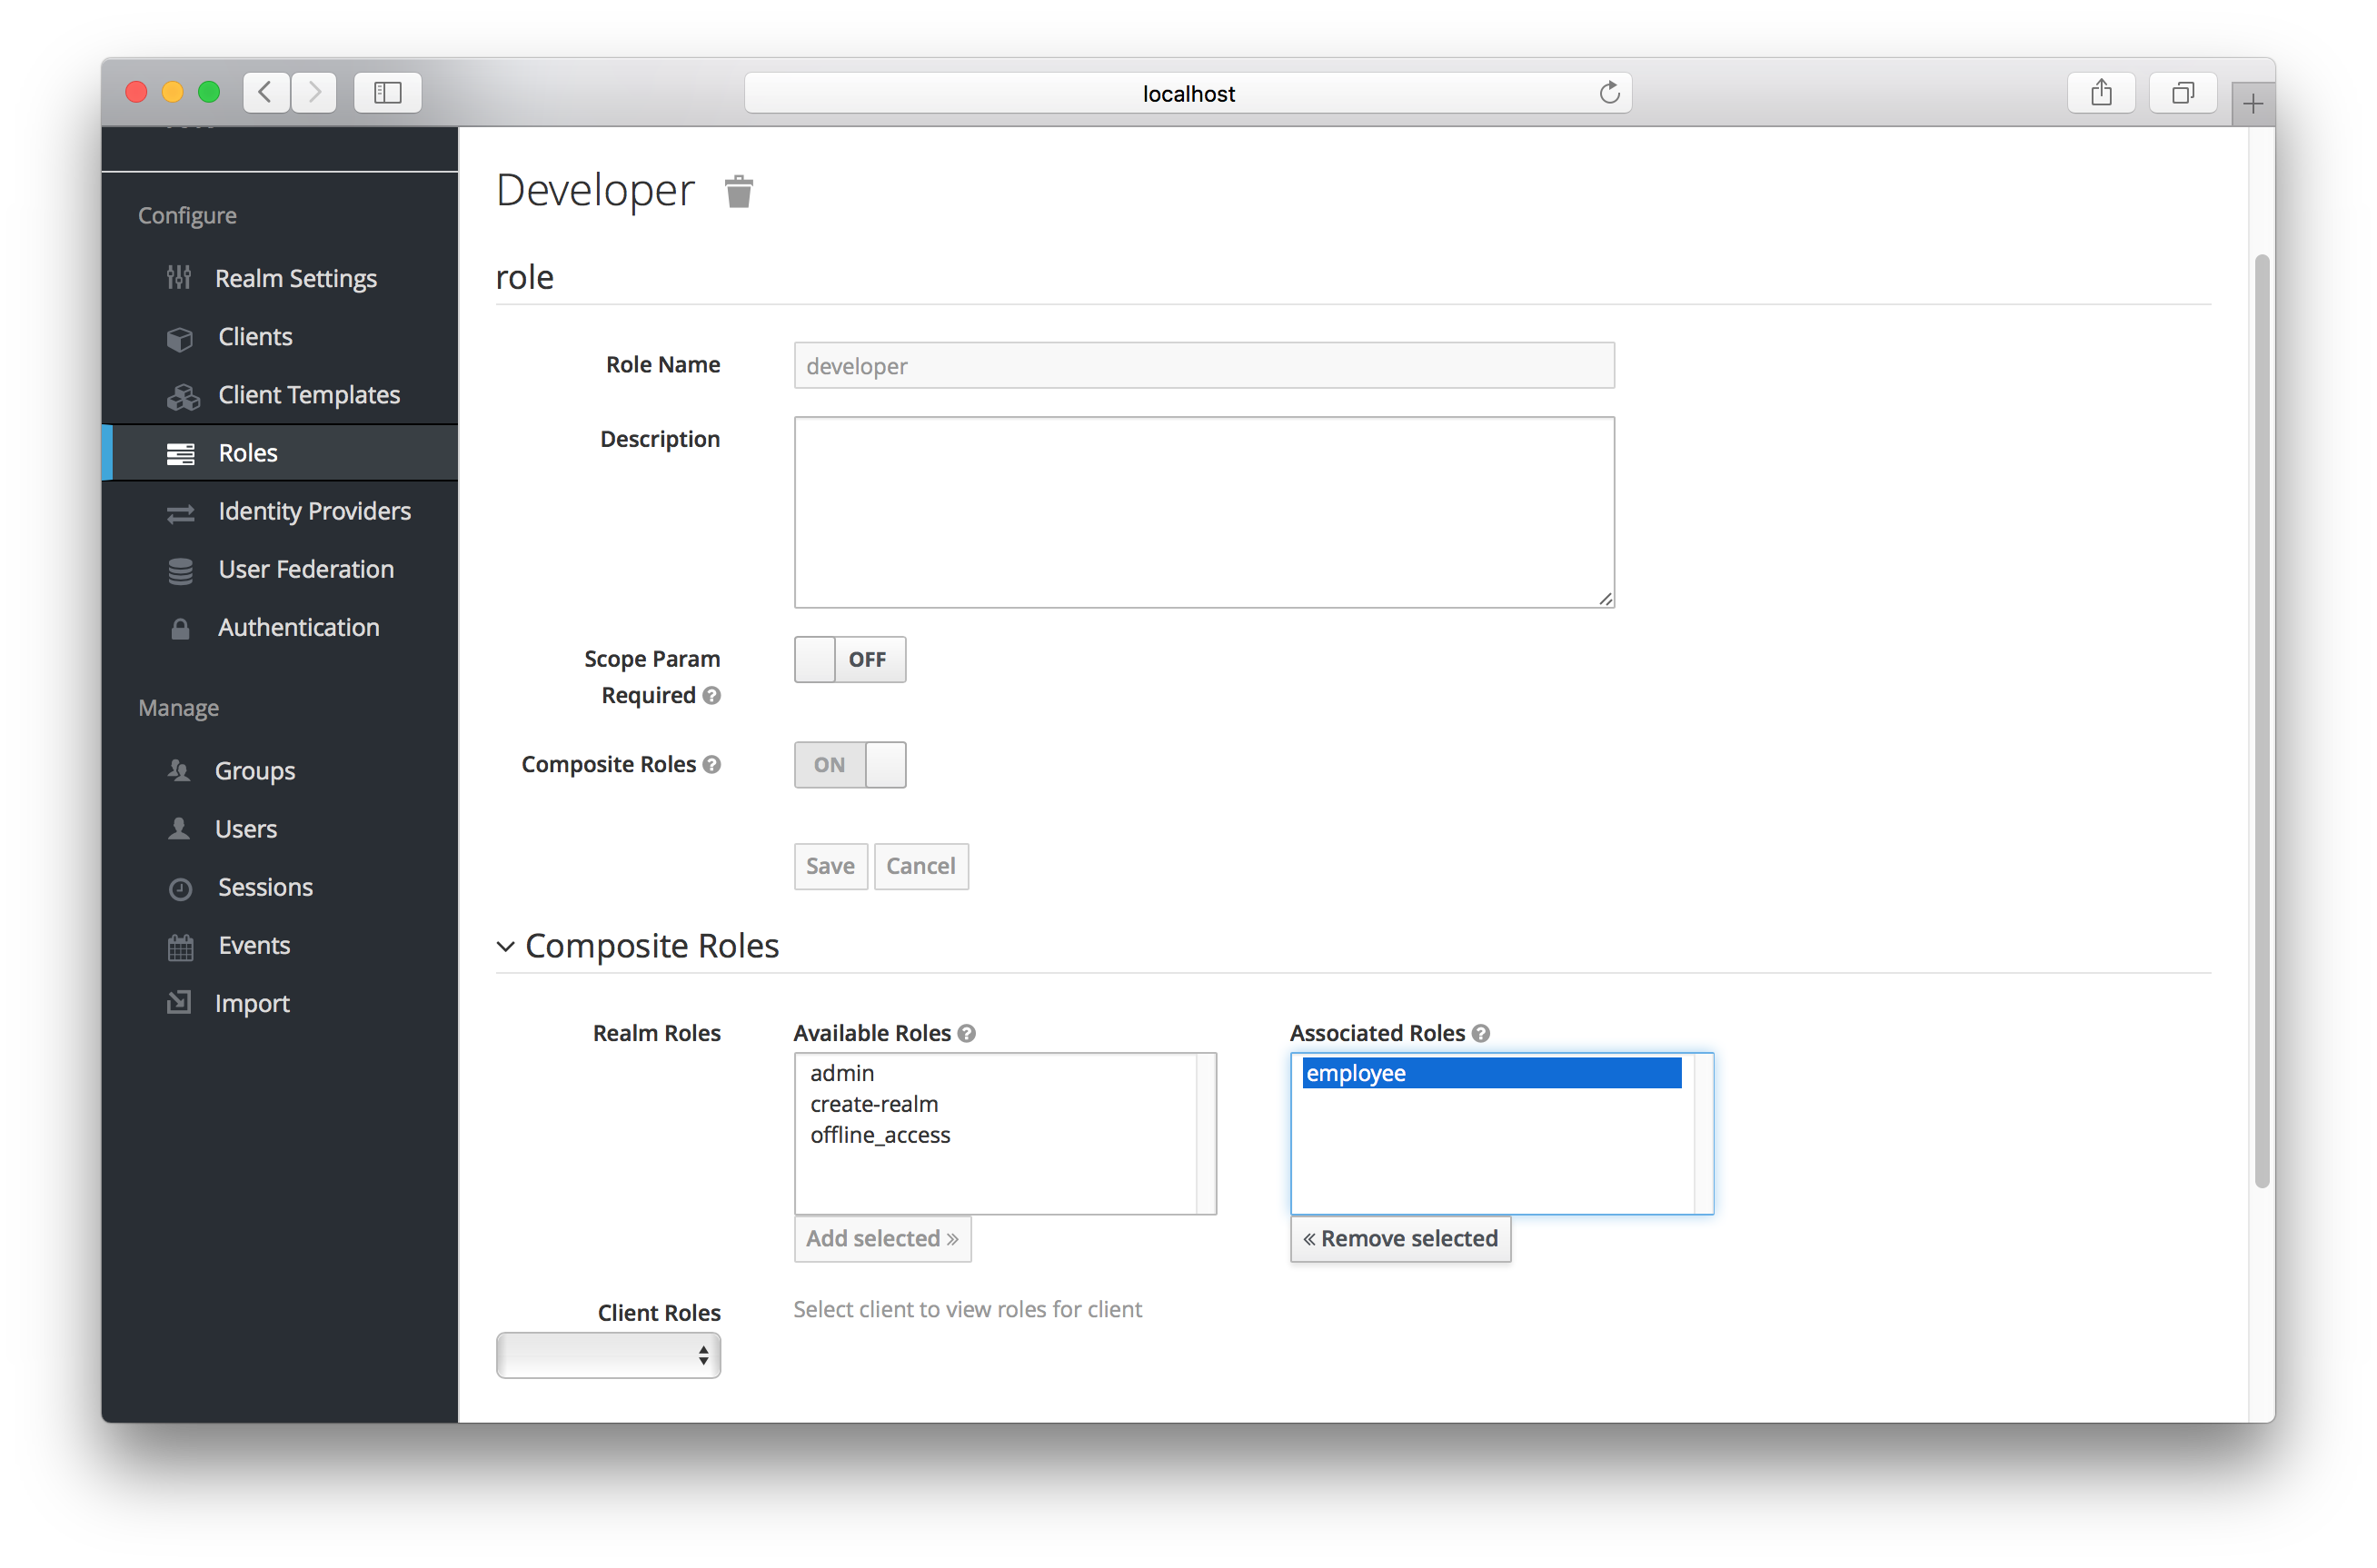 localhost
Configure
Realm Settings
Clients
Client Templates
Roles
Identity Providers
User Federation
Authentication
Manage
Groups
Users
Sessions
Events
Import
Developer
role
Role Name
developer
Description
Scope Param
Required
OFF
Composite Roles
ON
Save
Cancel
Composite Roles
Realm Roles
Available Roles
admin
create-realm
offline_access
Add selected »
Associated Roles
employee
« Remove selected
Client Roles
Select client to view roles for client